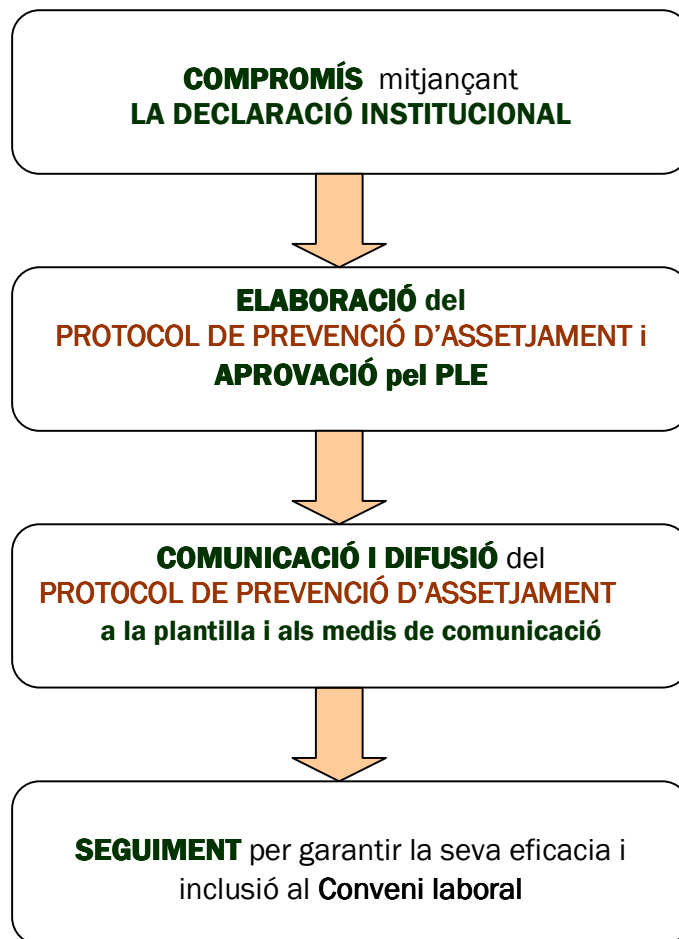 COMPROMÍS mitjançant
LA DECLARACIÓ INSTITUCIONAL
ELABORACIÓ del
PROTOCOL DE PREVENCIÓ D’ASSETJAMENT i
APROVACIÓ pel PLE
COMUNICACIÓ I DIFUSIÓ del
PROTOCOL DE PREVENCIÓ D’ASSETJAMENT
a la plantilla i als medis de comunicació
SEGUIMENT per garantir la seva eficacia i
inclusió al Conveni laboral